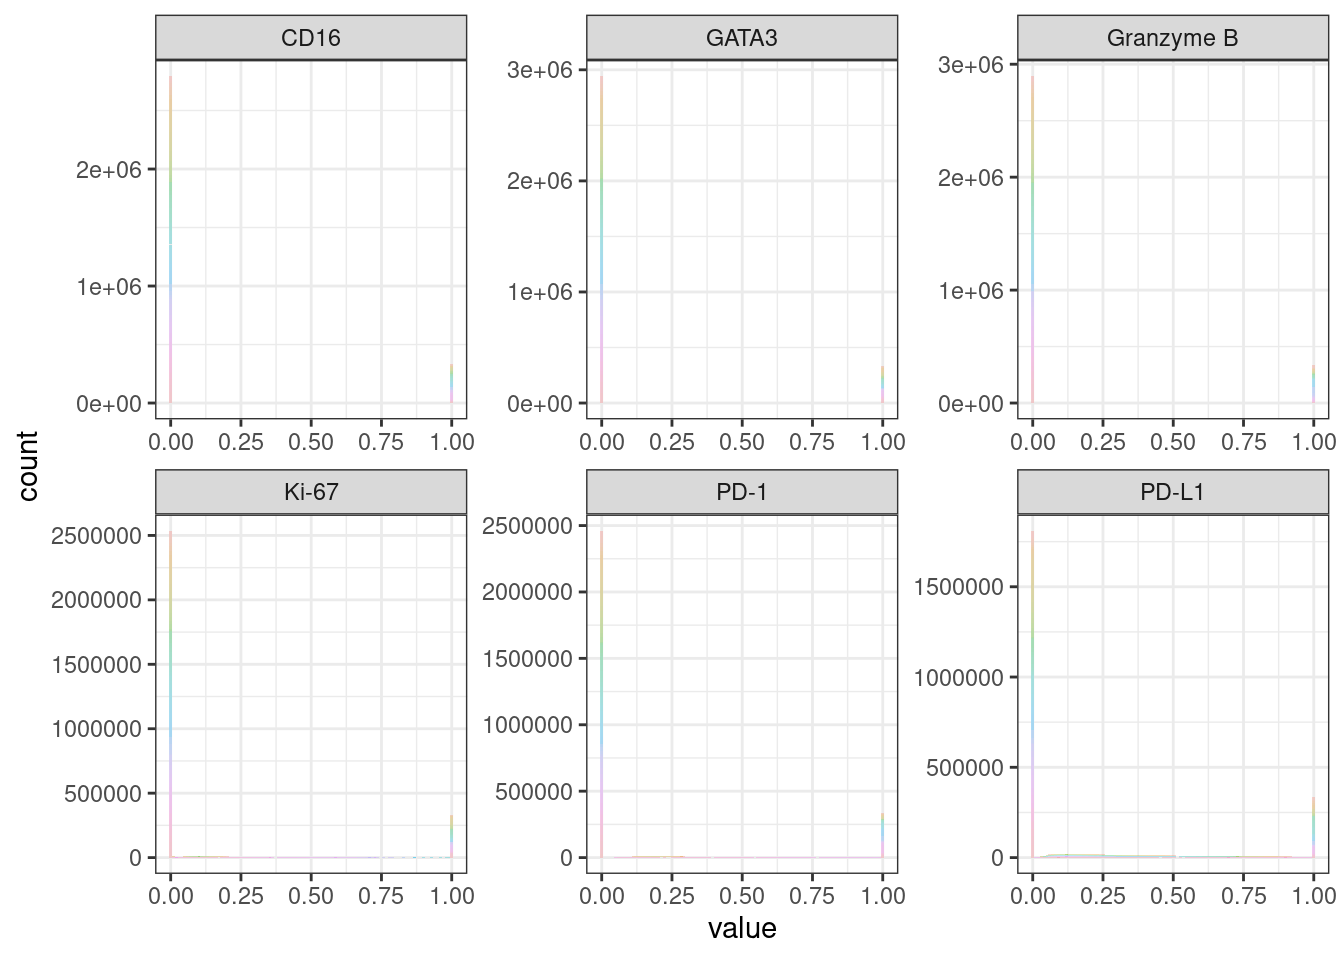 CD16 GATA3 Granzyme B
3e+06 3e+06
2e+06 2e+06 2e+06
1e+06 1e+06 1e+06
0e+00 0e+00 0e+00
0.00 0.25 0.50 0.75 1.00 0.00 0.25 0.50 0.75 1.00 0.00 0.25 0.50 0.75 1.00
count
Ki-67 PD-1 PD-L1
2500000 2500000
2000000 2000000
1500000 1500000 1500000
1000000 1000000 1000000
500000 500000 500000
0 0 0
0.00 0.25 0.50 0.75 1.00 0.00 0.25 0.50 0.75 1.00 0.00 0.25 0.50 0.75 1.00
value